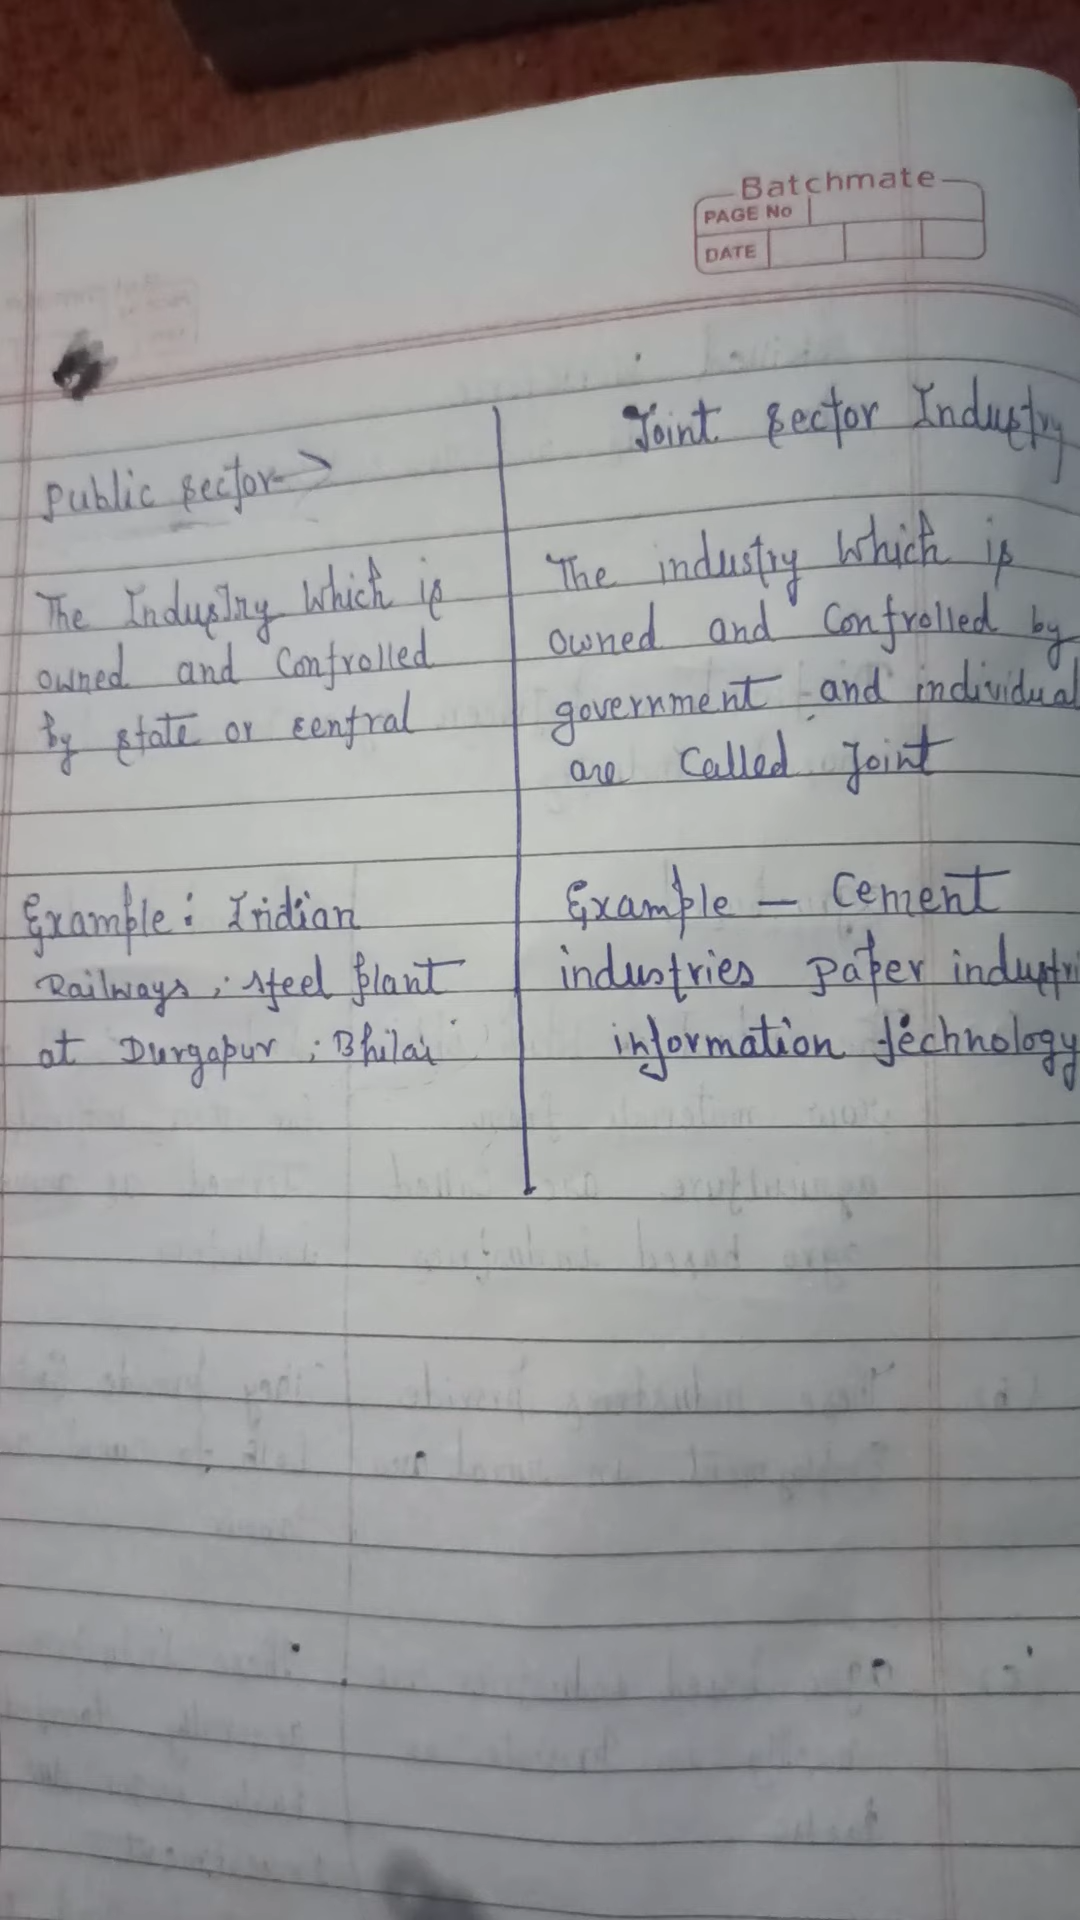 Batchmate
PAGE No
DATE
public sector →
The Industry which is
owned and controlled
by state or central
Example: Indian
Railways, steel plant
at Durgapur, Bhilai
Joint sector Industry
The industry which is
owned and controlled by
government and individual
are called Joint
Example — Cement
industries paper industri
information technology